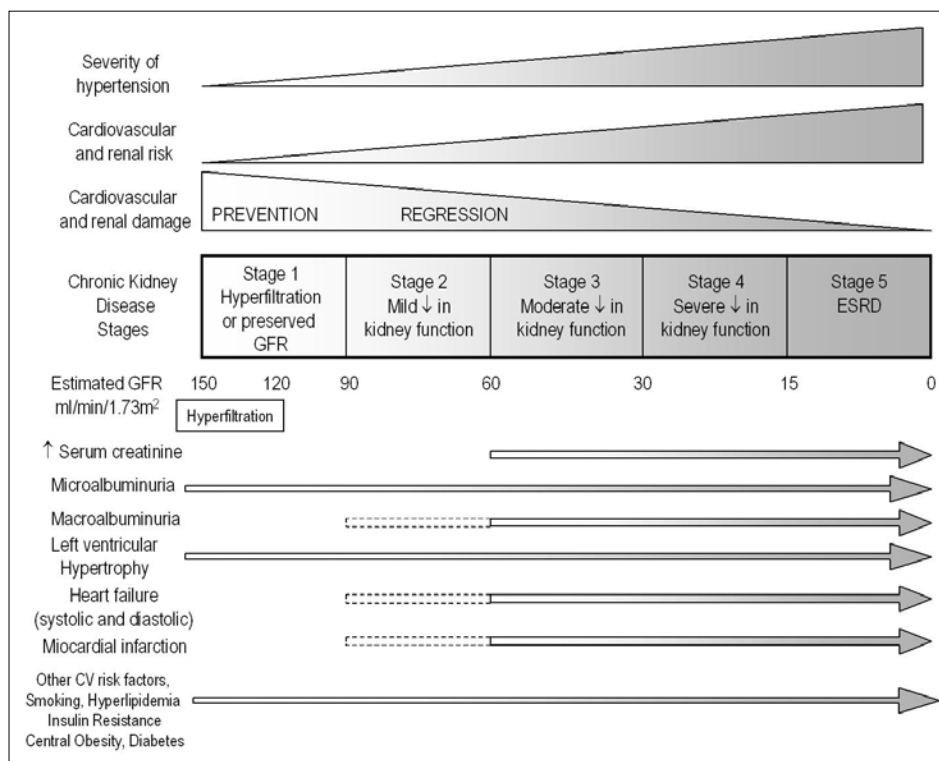 Severity of
hypertension
Cardiovascular
and renal risk
Cardiovascular
and renal damage
PREVENTION REGRESSION
Chronic Kidney
Disease
Stages
Stage 1
Hyperfiltration
or preserved
GFR
Stage 2
Mild ↓ in
kidney function
Stage 3
Moderate ↓ in
kidney function
Stage 4
Severe ↓ in
kidney function
Stage 5
ESRD
Estimated GFR
ml/min/1.73m²
150 120 90 60 30 15 0
Hyperfiltration
↑ Serum creatinine
Microalbuminuria
Macroalbuminuria
Left ventricular
Hypertrophy
Heart failure
(systolic and diastolic)
Miocardial infarction
Other CV risk factors,
Smoking, Hyperlipidemia
Insulin Resistance
Central Obesity, Diabetes